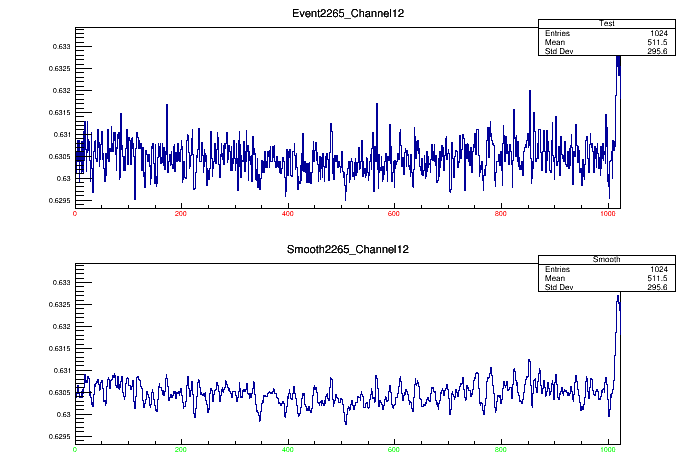 Event2265_Channel12
Test
Entries 1024
Mean 511.5
Std Dev 295.6
0.633
0.6325
0.632
0.6315
0.631
0.6305
0.63
0.6295
0 200 400 600 800 1000
Smooth2265_Channel12
Smooth
Entries 1024
Mean 511.5
Std Dev 295.6
0.633
0.6325
0.632
0.6315
0.631
0.6305
0.63
0.6295
0 200 400 600 800 1000